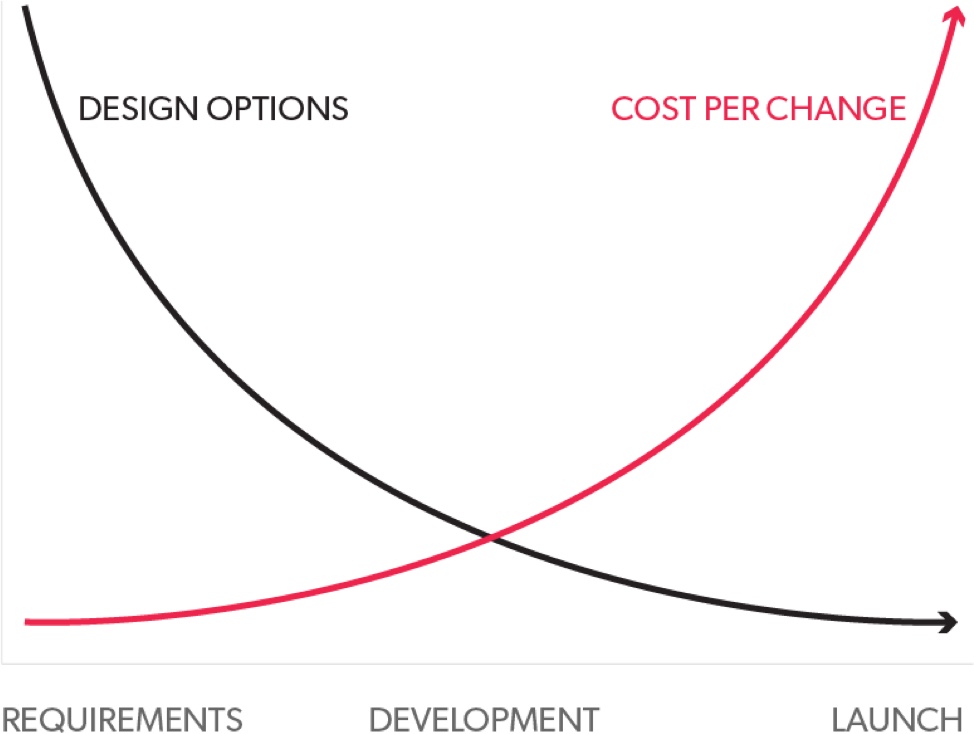 DESIGN OPTIONS
COST PER CHANGE
REQUIREMENTS
DEVELOPMENT
LAUNCH